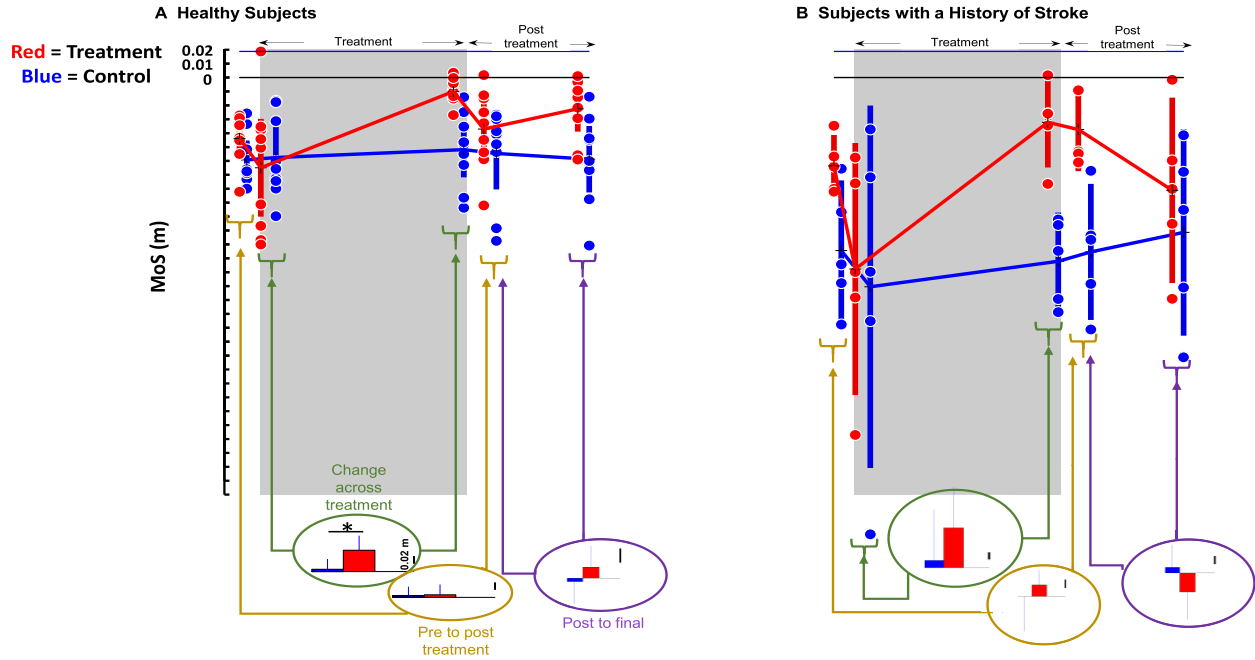 A Healthy Subjects
B Subjects with a History of Stroke
Red = Treatment
Blue = Control
Treatment
Post
treatment
Treatment
Post
treatment
0.02
0.01
0
MoS (m)
Change
across
treatment
*
0.02 m
Pre to post
treatment
Post to final